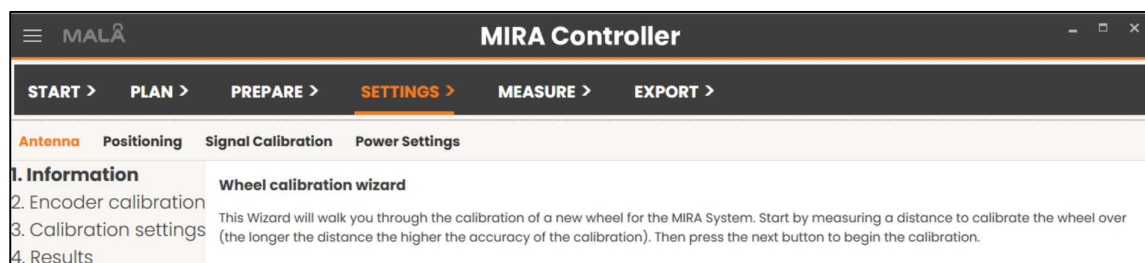 MALÅ
MIRA Controller
START > PLAN > PREPARE > SETTINGS > MEASURE > EXPORT >
Antenna Positioning Signal Calibration Power Settings
1. Information
2. Encoder calibration
3. Calibration settings
4. Results
Wheel calibration wizard
This Wizard will walk you through the calibration of a new wheel for the MIRA System. Start by measuring a distance to calibrate the wheel over
(the longer the distance the higher the accuracy of the calibration). Then press the next button to begin the calibration.